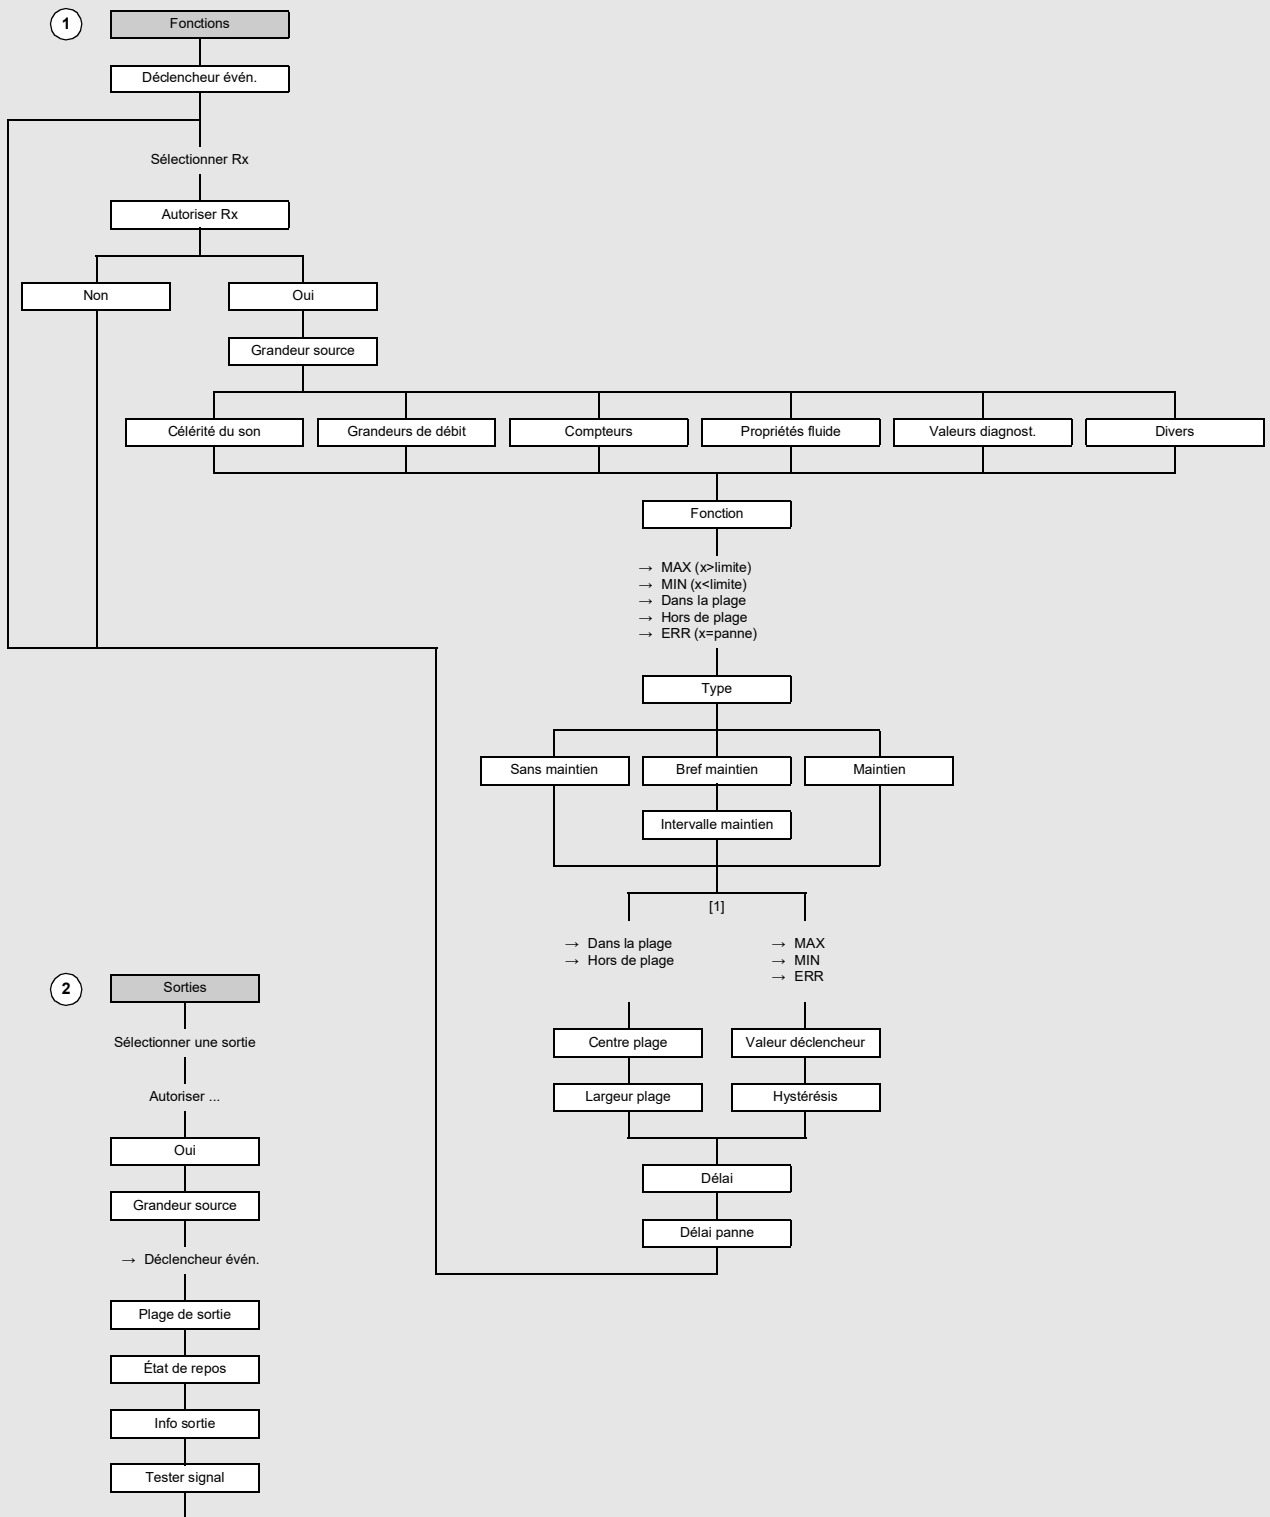 1
Fonctions
Déclencheur évén.
Sélectionner Rx
Autoriser Rx
Non
Oui
Grandeur source
Célérité du son
Grandeurs de débit
Compteurs
Propriétés fluide
Valeurs diagnost.
Divers
Fonction
→ MAX (x>limite)
→ MIN (x<limite)
→ Dans la plage
→ Hors de plage
→ ERR (x=panne)
Type
Sans maintien
Bref maintien
Maintien
Intervalle maintien
[1]
→ Dans la plage
→ Hors de plage
→ MAX
→ MIN
→ ERR
Centre plage
Valeur déclencheur
Largeur plage
Hystérésis
Délai
Délai panne
2
Sorties
Sélectionner une sortie
Autoriser ...
Oui
Grandeur source
→ Déclencheur évén.
Plage de sortie
État de repos
Info sortie
Tester signal